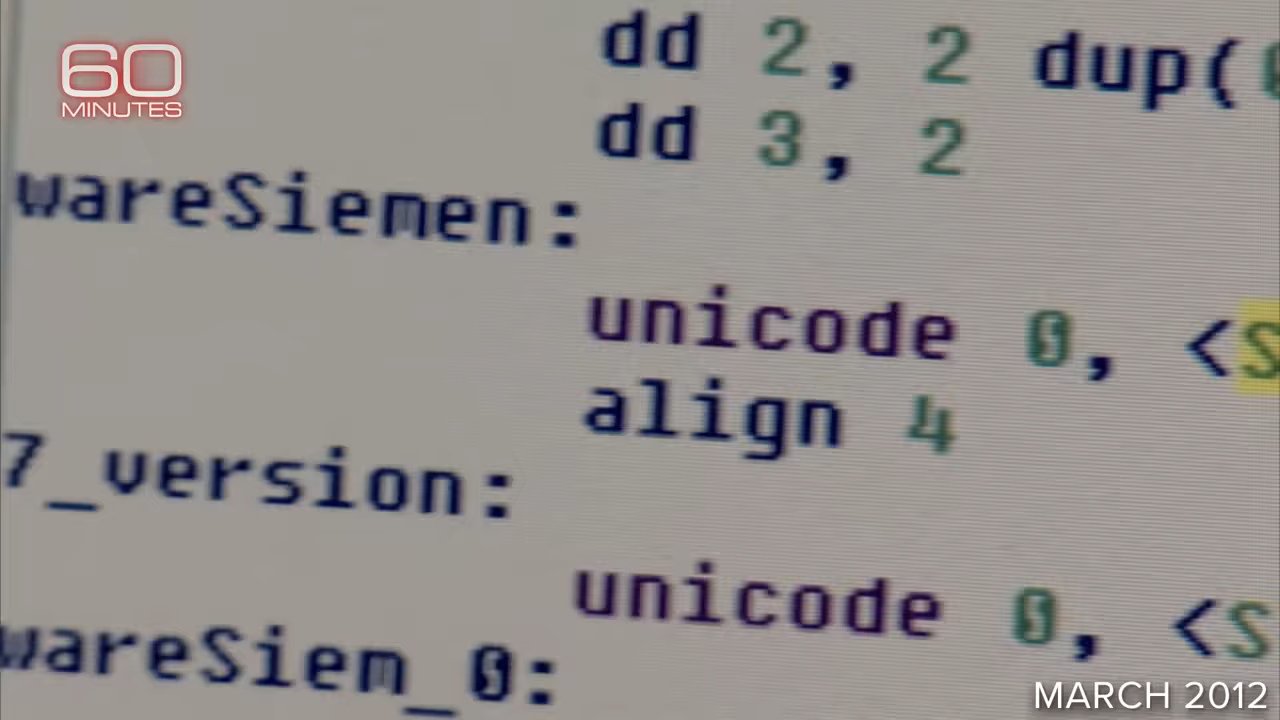 60
MINUTES
dd 2, 2 dup(
dd 3, 2
wareSiemen:
unicode 0, <S
align 4
7_version:
unicode 0, <S
wareSiem_0:
MARCH 2012